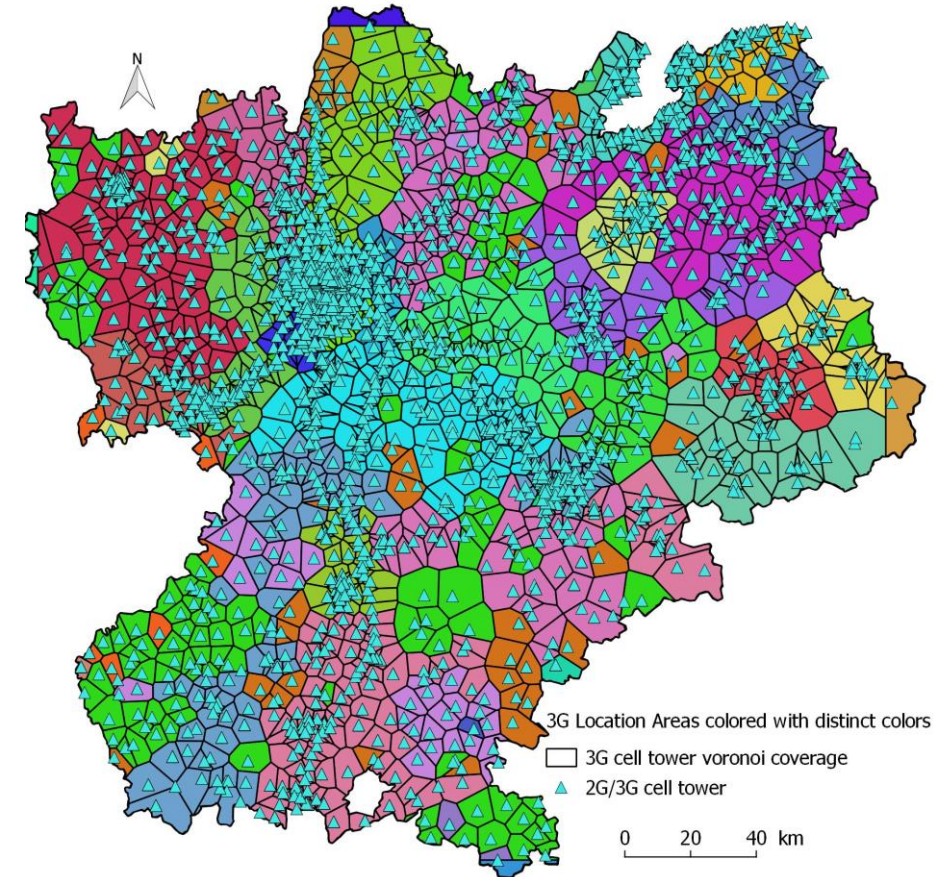 N
3G Location Areas colored with distinct colors
3G cell tower voronoi coverage
2G/3G cell tower
0 20 40 km